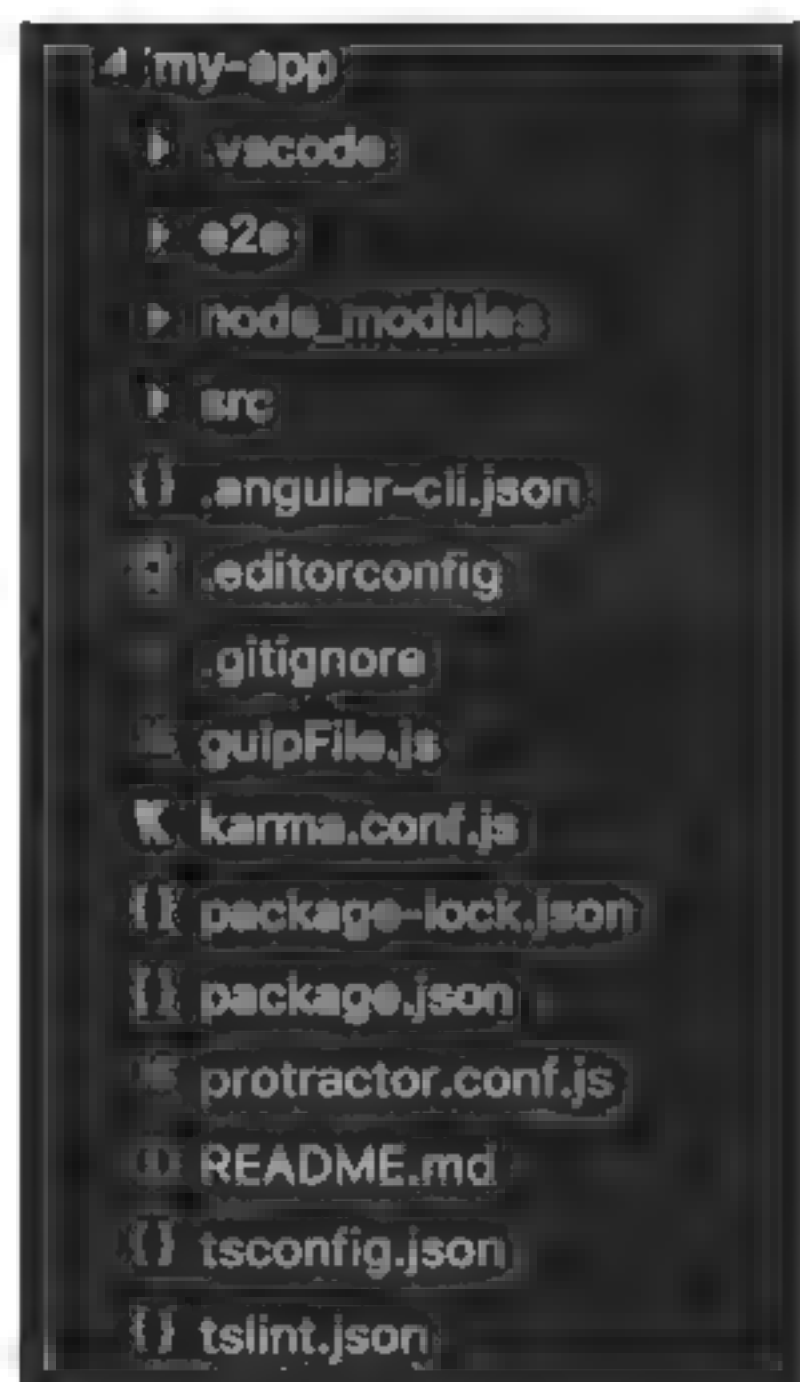 my-app
.vscode
e2e
node_modules
src
.angular-cli.json
.editorconfig
.gitignore
gulpFile.js
karma.conf.js
package-lock.json
package.json
protractor.conf.js
README.md
tsconfig.json
tslint.json